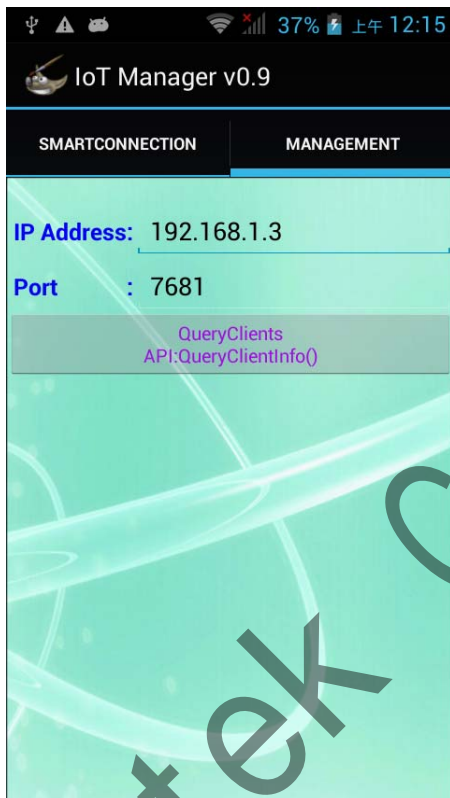 37% 上午 12:15
IoT Manager v0.9
SMARTCONNECTION MANAGEMENT
IP Address: 192.168.1.3
Port : 7681
QueryClients
API:QueryClientInfo()
tek C